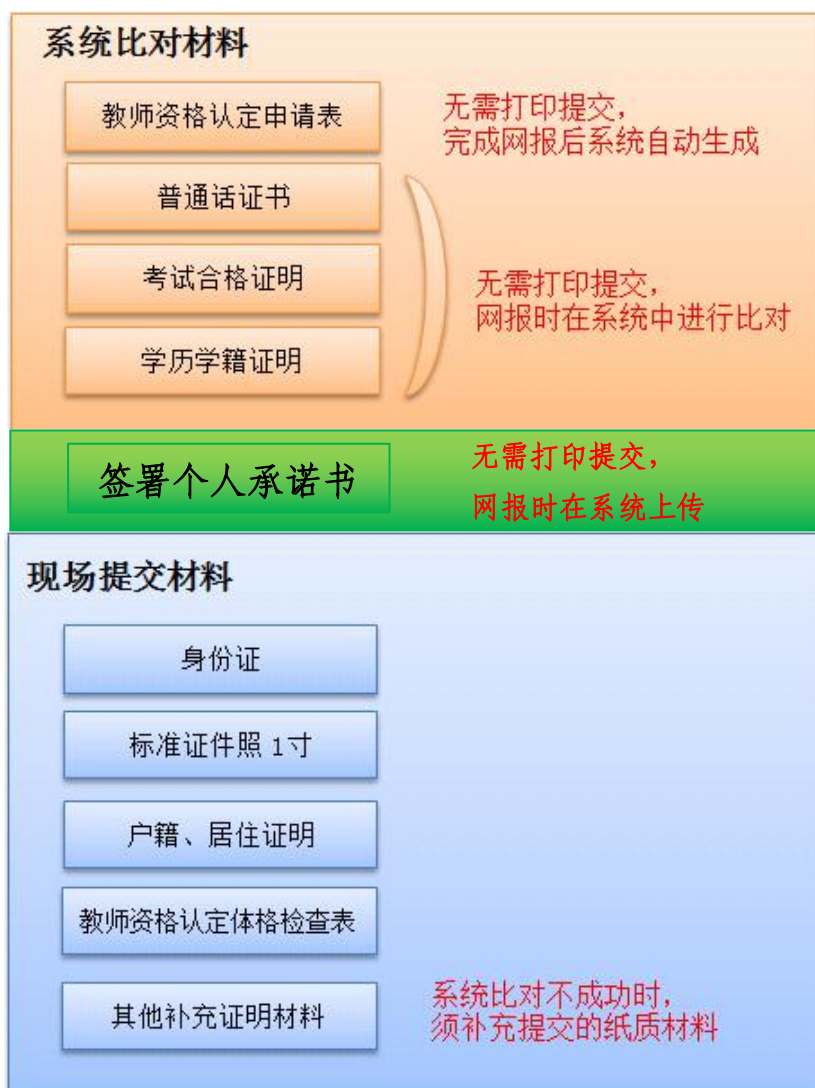 系统比对材料
教师资格认定申请表
无需打印提交，
完成网报后系统自动生成
普通话证书
考试合格证明
无需打印提交，
网报时在系统中进行比对
学历学籍证明
签署个人承诺书
无需打印提交，
网报时在系统上传
现场提交材料
身份证
标准证件照 1寸
户籍、居住证明
教师资格认定体格检查表
其他补充证明材料
系统比对不成功时，
须补充提交的纸质材料